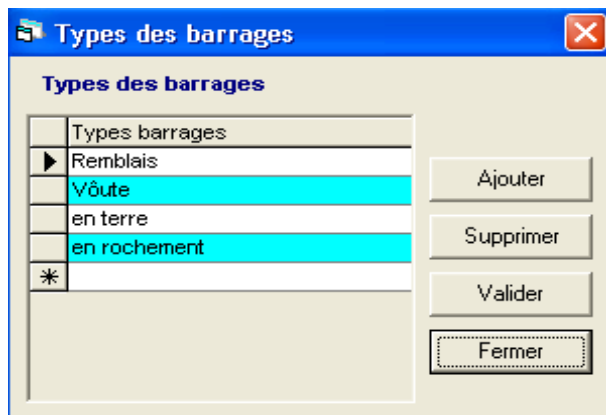 Types des barrages
Types des barrages
Types barrages
Remblais
Vôute
en terre
en rochement
Ajouter
Supprimer
Valider
Fermer